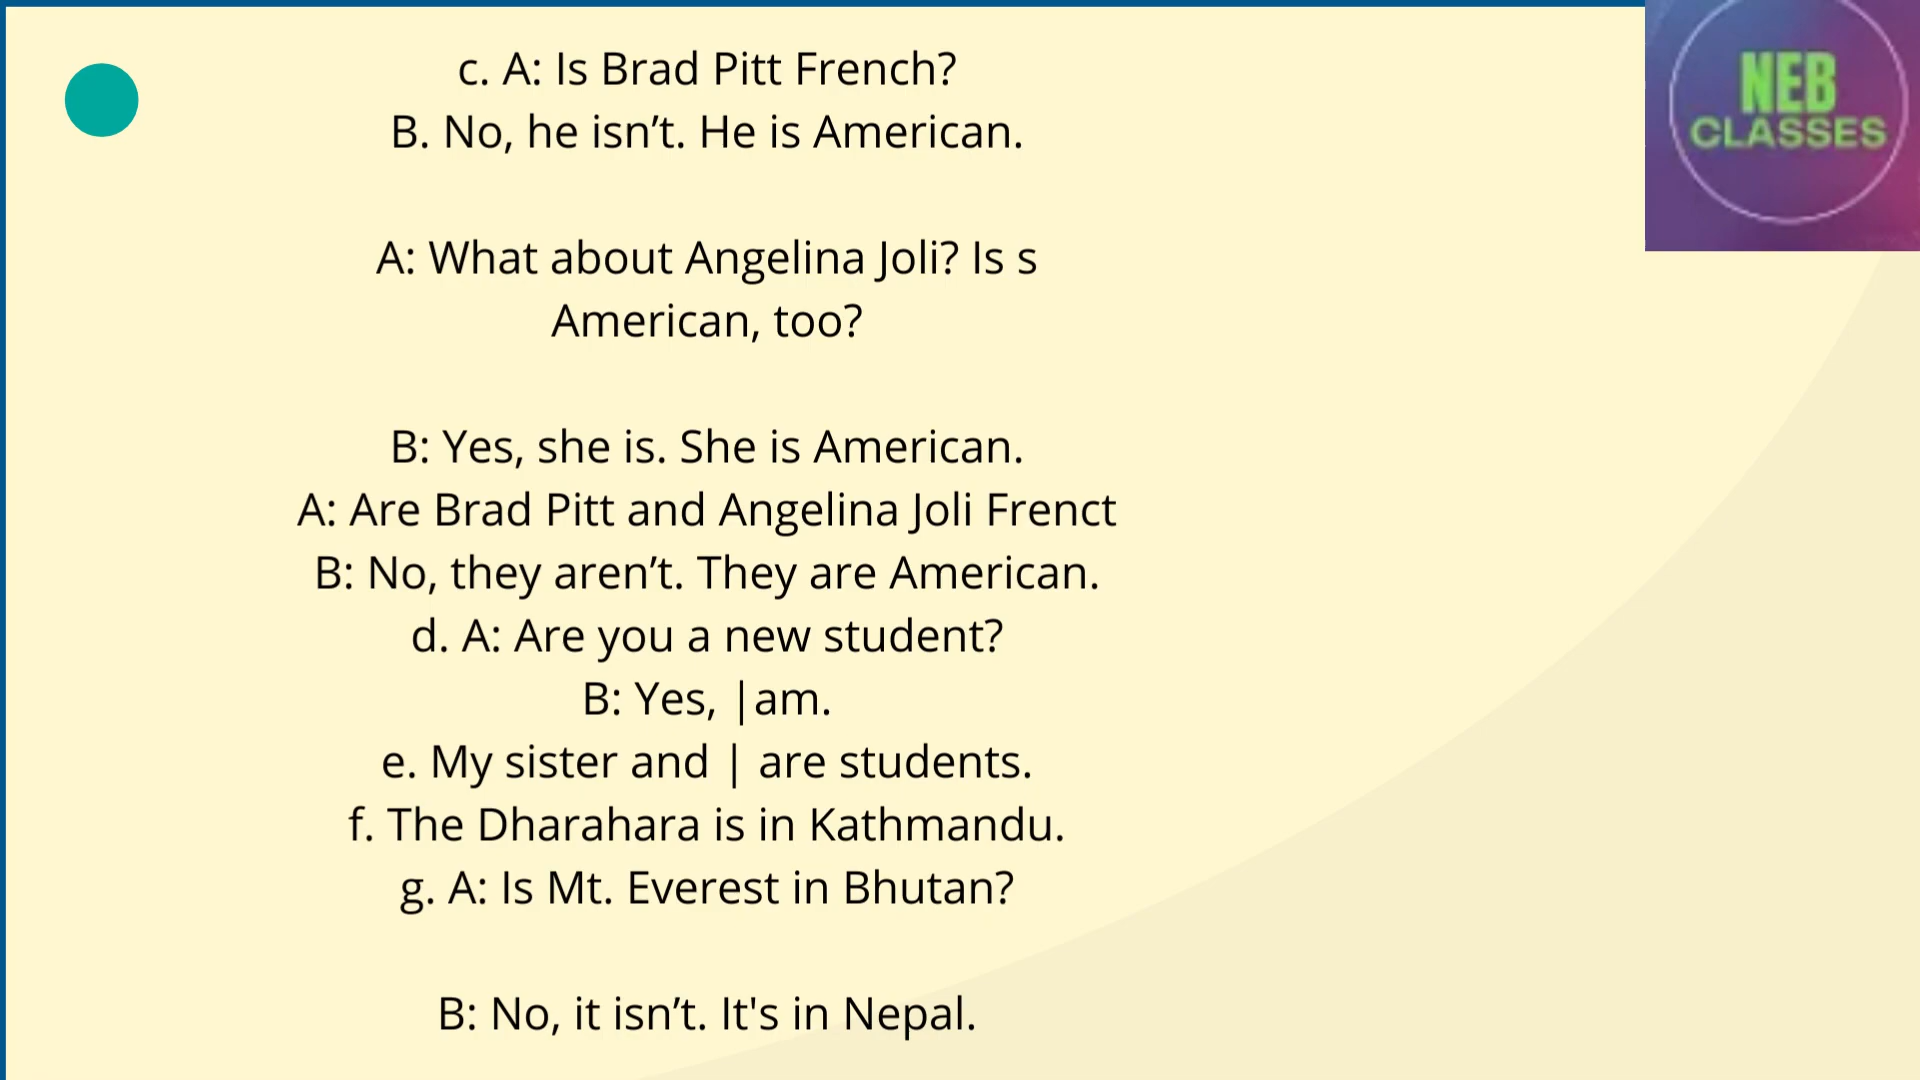 c. A: Is Brad Pitt French?
B. No, he isn’t. He is American.
A: What about Angelina Joli? Is s
American, too?
B: Yes, she is. She is American.
A: Are Brad Pitt and Angelina Joli Frenct
B: No, they aren’t. They are American.
d. A: Are you a new student?
B: Yes, |am.
e. My sister and | are students.
f. The Dharahara is in Kathmandu.
g. A: Is Mt. Everest in Bhutan?
B: No, it isn’t. It's in Nepal.
NEB
CLASSES